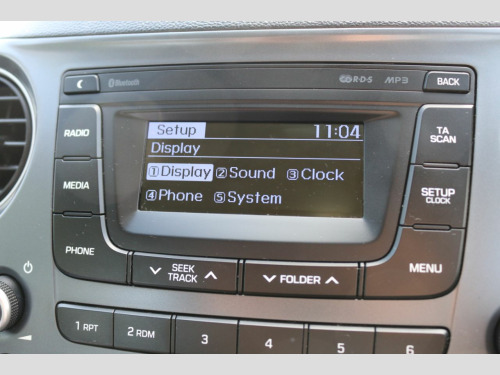 Bluetooth
R·D·S
MP3
BACK
RADIO
MEDIA
PHONE
Setup 11:04
Display
①Display ②Sound ③Clock
④Phone ⑤System
TA
SCAN
SETUP
CLOCK
MENU
SEEK
TRACK
FOLDER
1 RPT
2 RDM
3
4
5
6